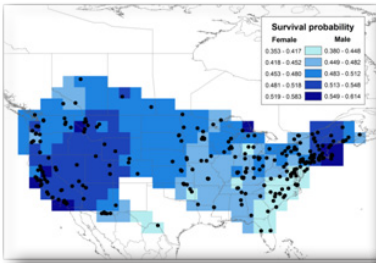 Survival probability
Female Male
0.353 - 0.417 0.380 - 0.448
0.418 - 0.452 0.449 - 0.482
0.453 - 0.480 0.483 - 0.512
0.481 - 0.518 0.513 - 0.548
0.519 - 0.583 0.549 - 0.614